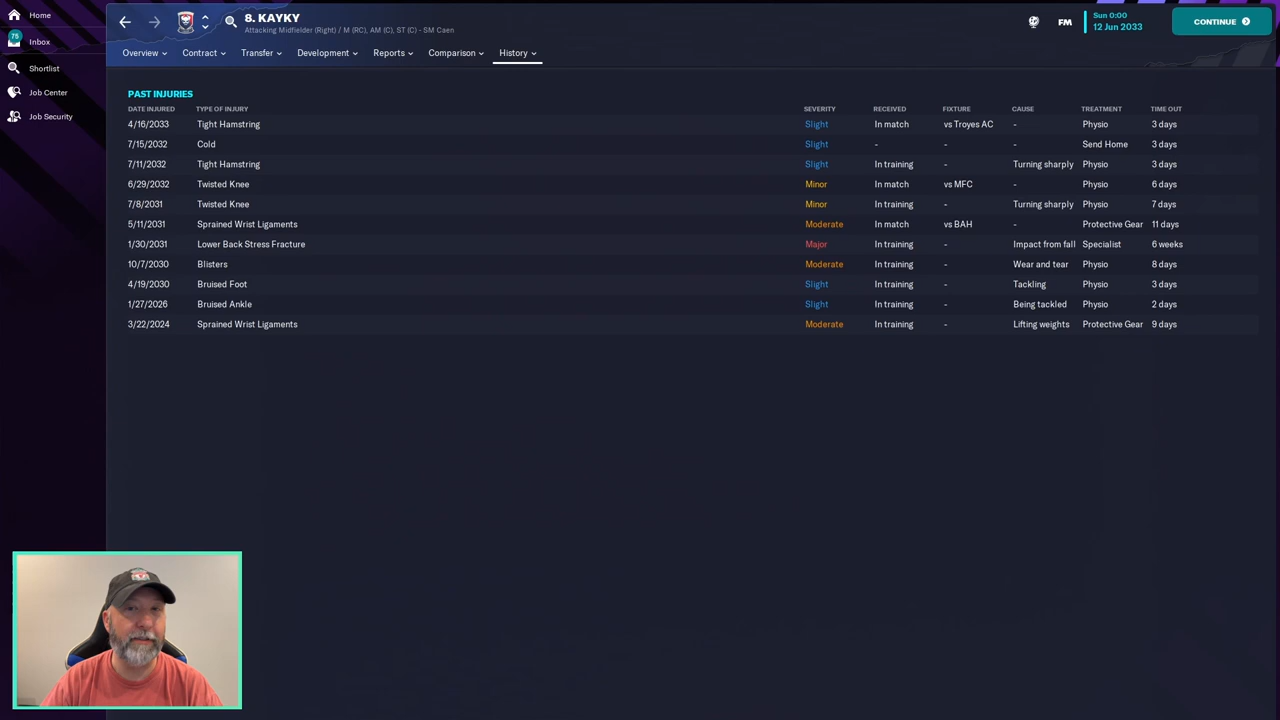 Home
75
Inbox
Shortlist
Job Center
Job Security
8. KAYKY
Attacking Midfielder (Right) / M (RC), AM (C), ST (C) - SM Caen
FM
Sun 0:00
12 Jun 2033
CONTINUE
Overview Contract Transfer Development Reports Comparison History
PAST INJURIES
DATE INJURED TYPE OF INJURY SEVERITY RECEIVED FIXTURE CAUSE TREATMENT TIME OUT
4/16/2033 Tight Hamstring Slight In match vs Troyes AC - Physio 3 days
7/15/2032 Cold Slight - - - Send Home 3 days
7/11/2032 Tight Hamstring Slight In training - Turning sharply Physio 3 days
6/29/2032 Twisted Knee Minor In match vs MFC - Physio 6 days
7/8/2031 Twisted Knee Minor In training - Turning sharply Physio 7 days
5/11/2031 Sprained Wrist Ligaments Moderate In match vs BAH - Protective Gear 11 days
1/30/2031 Lower Back Stress Fracture Major In training - Impact from fall Specialist 6 weeks
10/7/2030 Blisters Moderate In training - Wear and tear Physio 8 days
4/19/2030 Bruised Foot Slight In training - Tackling Physio 3 days
1/27/2026 Bruised Ankle Slight In training - Being tackled Physio 2 days
3/22/2024 Sprained Wrist Ligaments Moderate In training - Lifting weights Protective Gear 9 days